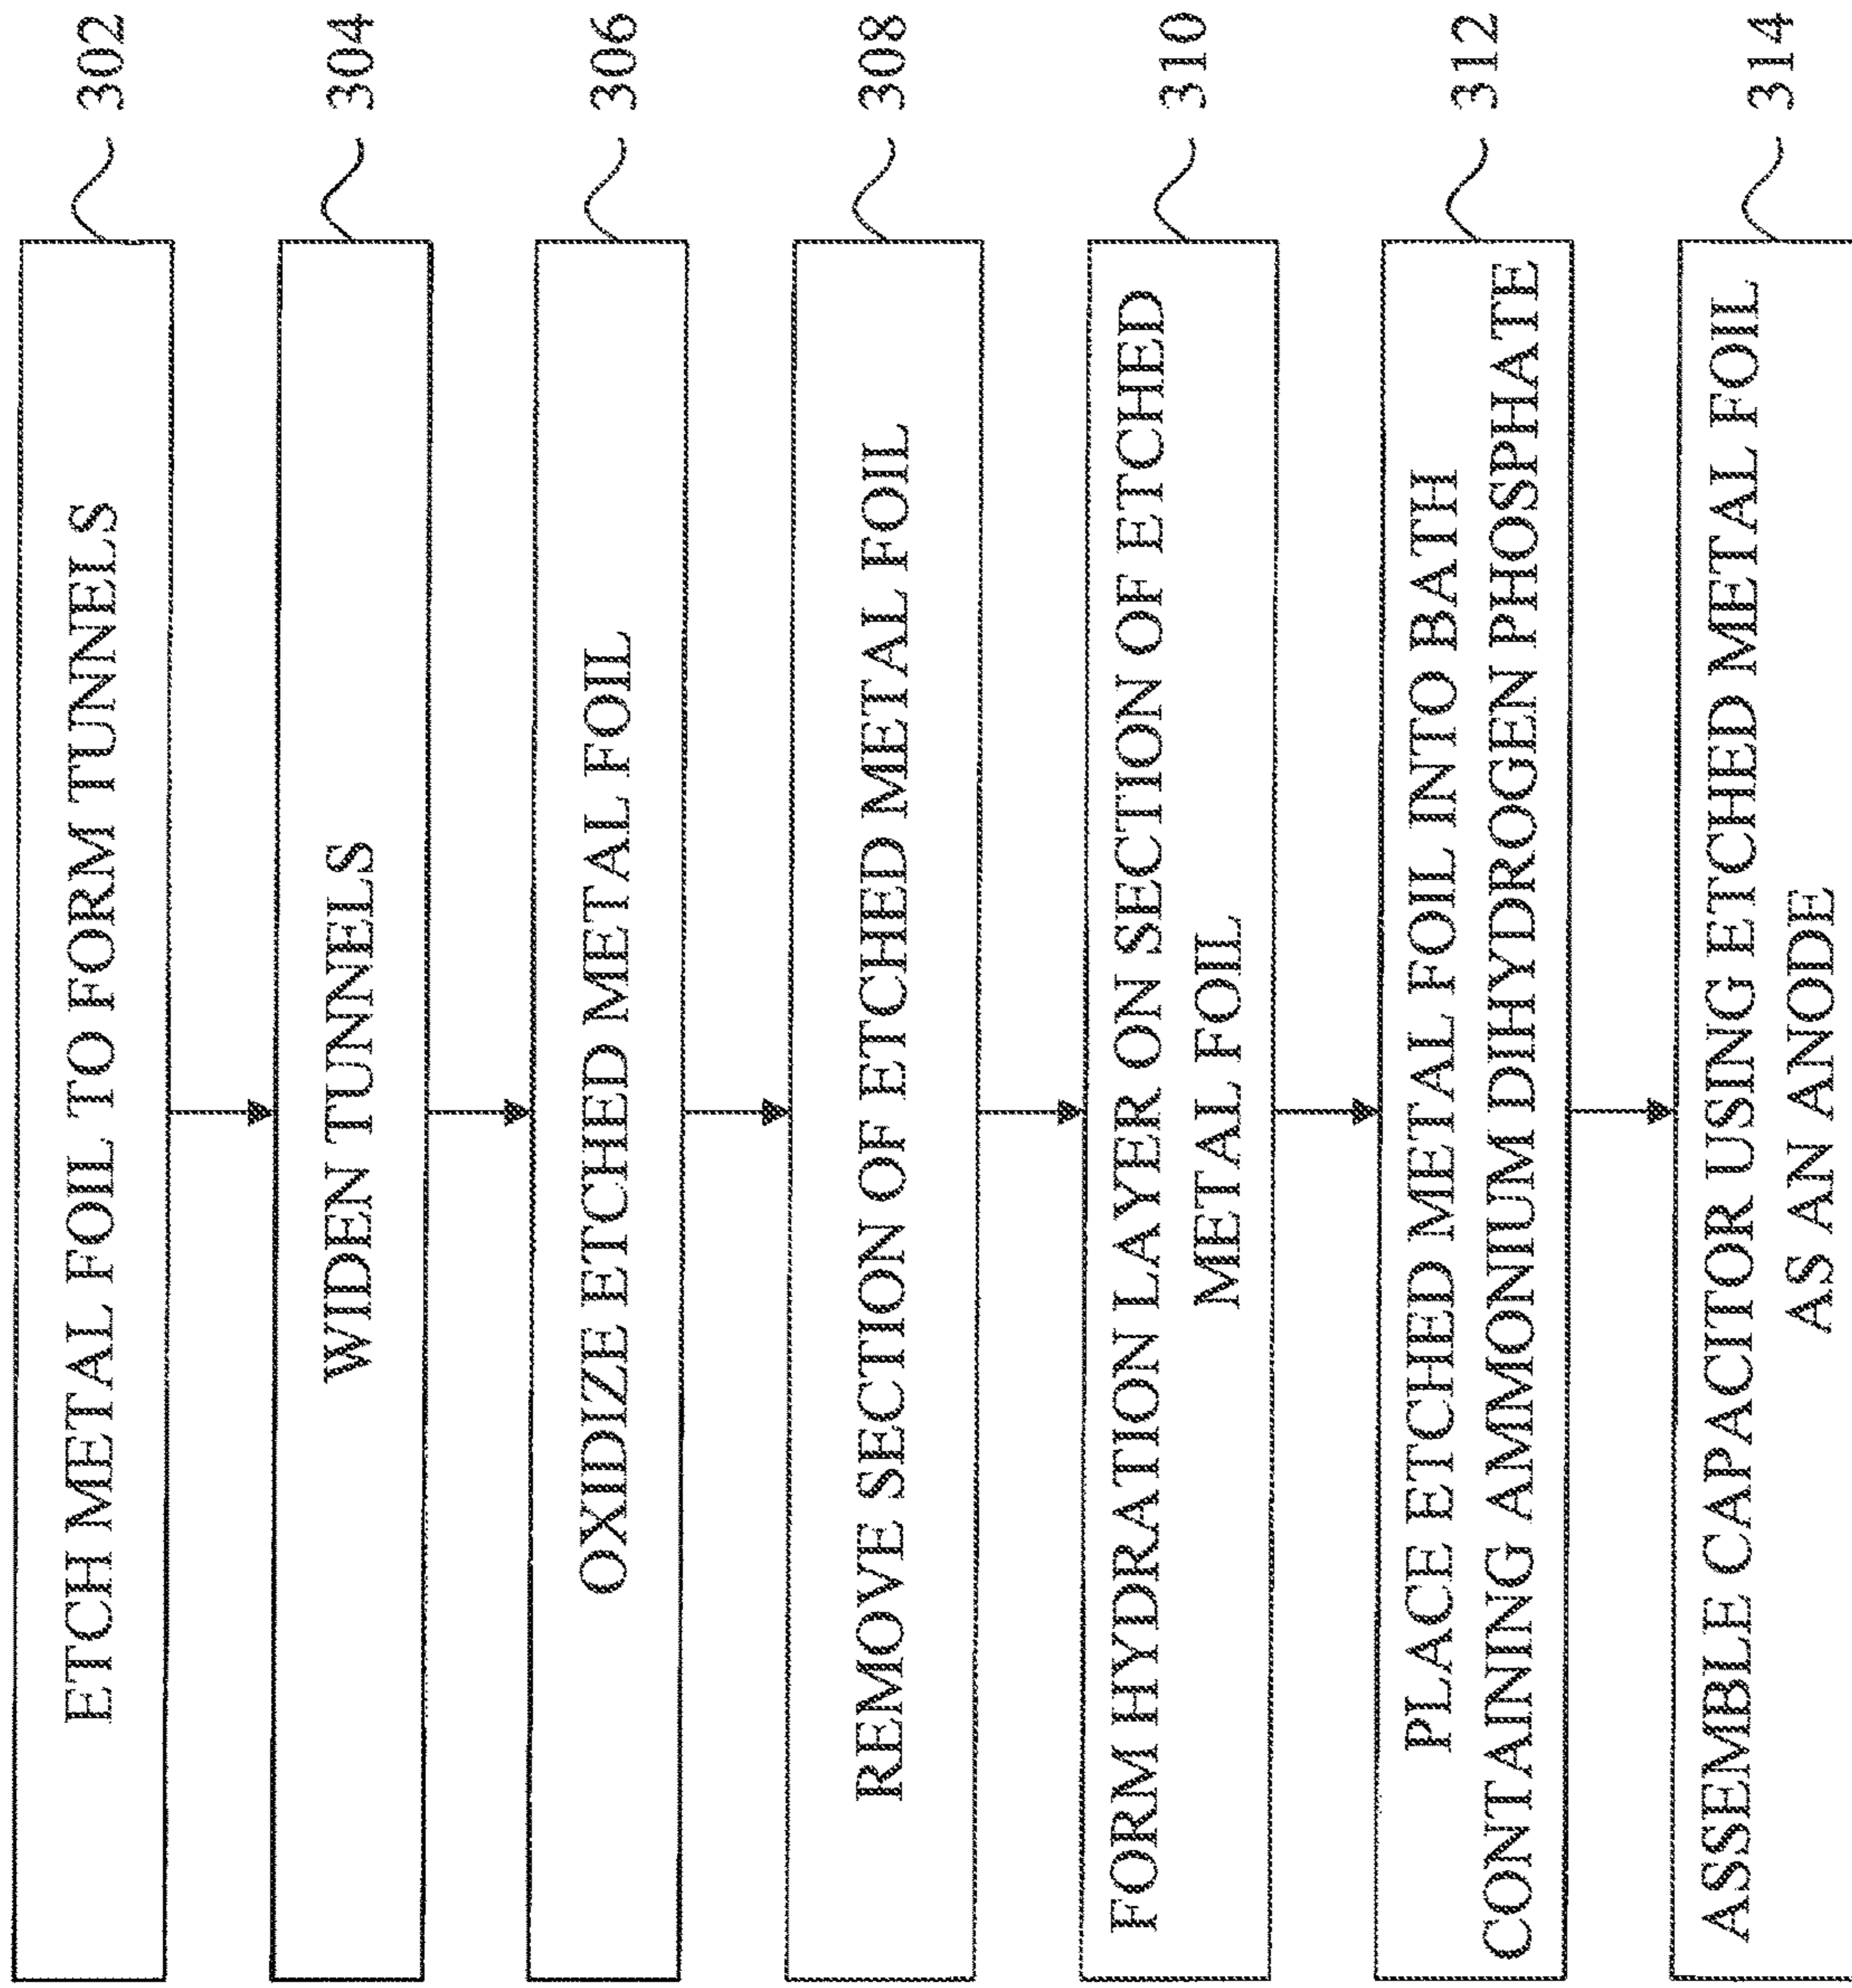 ETCH METAL FOIL TO FORM TUNNELS
302
WIDEN TUNNELS
304
OXIDIZE ETCHED METAL FOIL
306
REMOVE SECTION OF ETCHED METAL FOIL
308
FORM HYDRATION LAYER ON SECTION OF ETCHED
METAL FOIL
310
PLACE ETCHED METAL FOIL INTO BATH
CONTAINING AMMONIUM DIHYDROGEN PHOSPHATE
312
ASSEMBLE CAPACITOR USING ETCHED METAL FOIL
AS AN ANODE
314